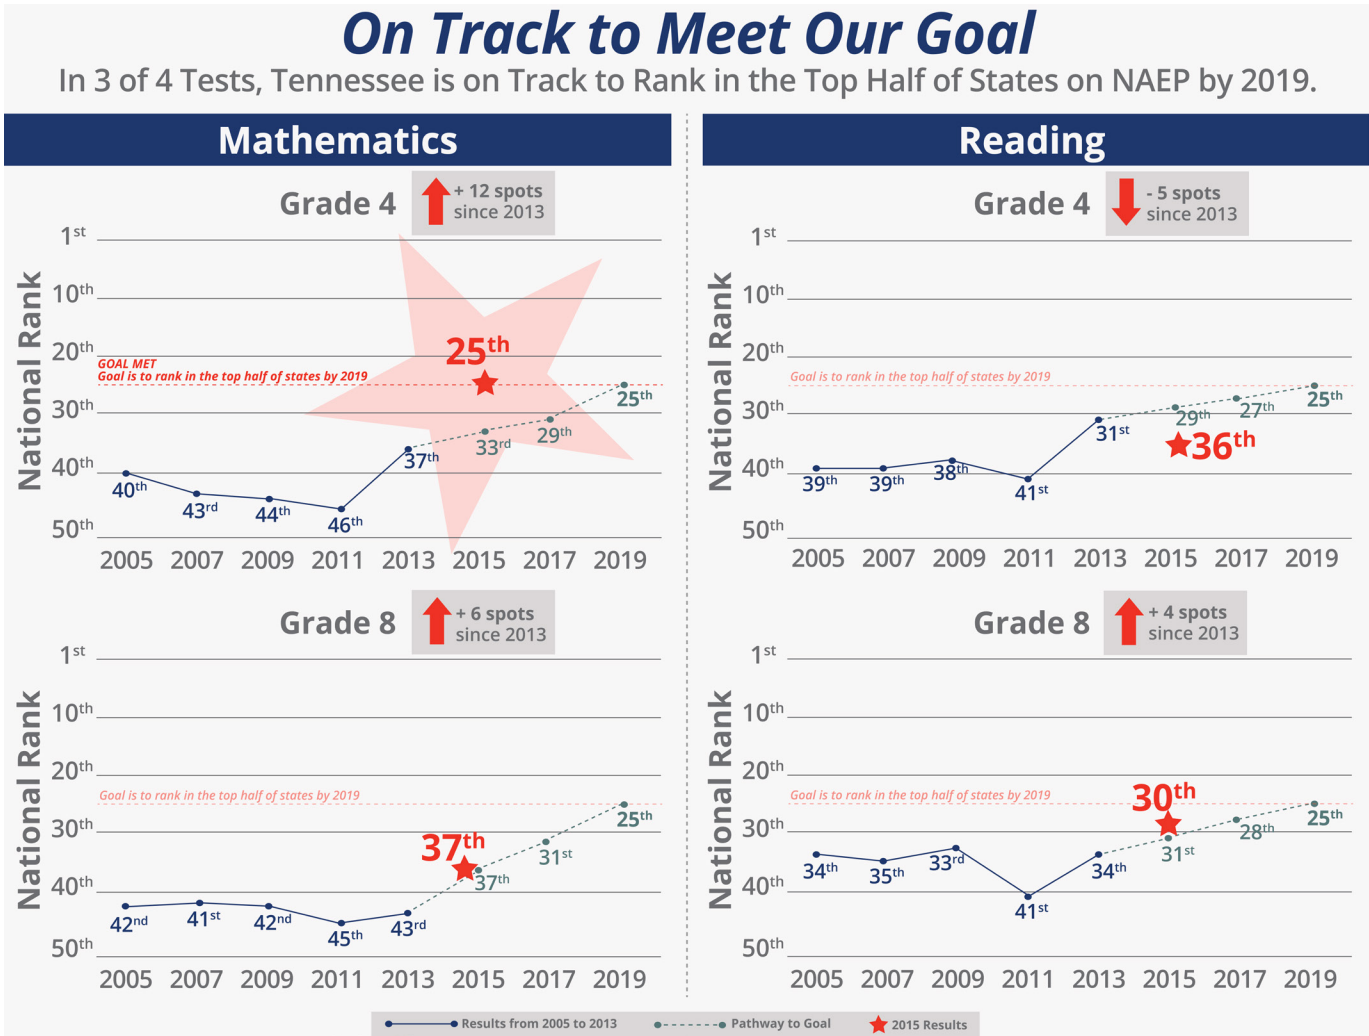 On Track to Meet Our Goal
In 3 of 4 Tests, Tennessee is on Track to Rank in the Top Half of States on NAEP by 2019.
Mathematics
Grade 4
+ 12 spots
since 2013
National Rank
1st
10th
20th
30th
40th
50th
GOAL MET
Goal is to rank in the top half of states by 2019
25th
40th
43rd
44th
46th
37th
33rd
29th
25th
2005 2007 2009 2011 2013 2015 2017 2019
Grade 8
+ 6 spots
since 2013
National Rank
1st
10th
20th
30th
40th
50th
Goal is to rank in the top half of states by 2019
37th
42nd
41st
42nd
45th
43rd
37th
31st
25th
2005 2007 2009 2011 2013 2015 2017 2019
Reading
Grade 4
- 5 spots
since 2013
National Rank
1st
10th
20th
30th
40th
50th
Goal is to rank in the top half of states by 2019
39th
39th
38th
41st
31st
29th
27th
25th
36th
2005 2007 2009 2011 2013 2015 2017 2019
Grade 8
+ 4 spots
since 2013
National Rank
1st
10th
20th
30th
40th
50th
Goal is to rank in the top half of states by 2019
30th
34th
35th
33rd
41st
34th
31st
28th
25th
2005 2007 2009 2011 2013 2015 2017 2019
Results from 2005 to 2013
Pathway to Goal
2015 Results